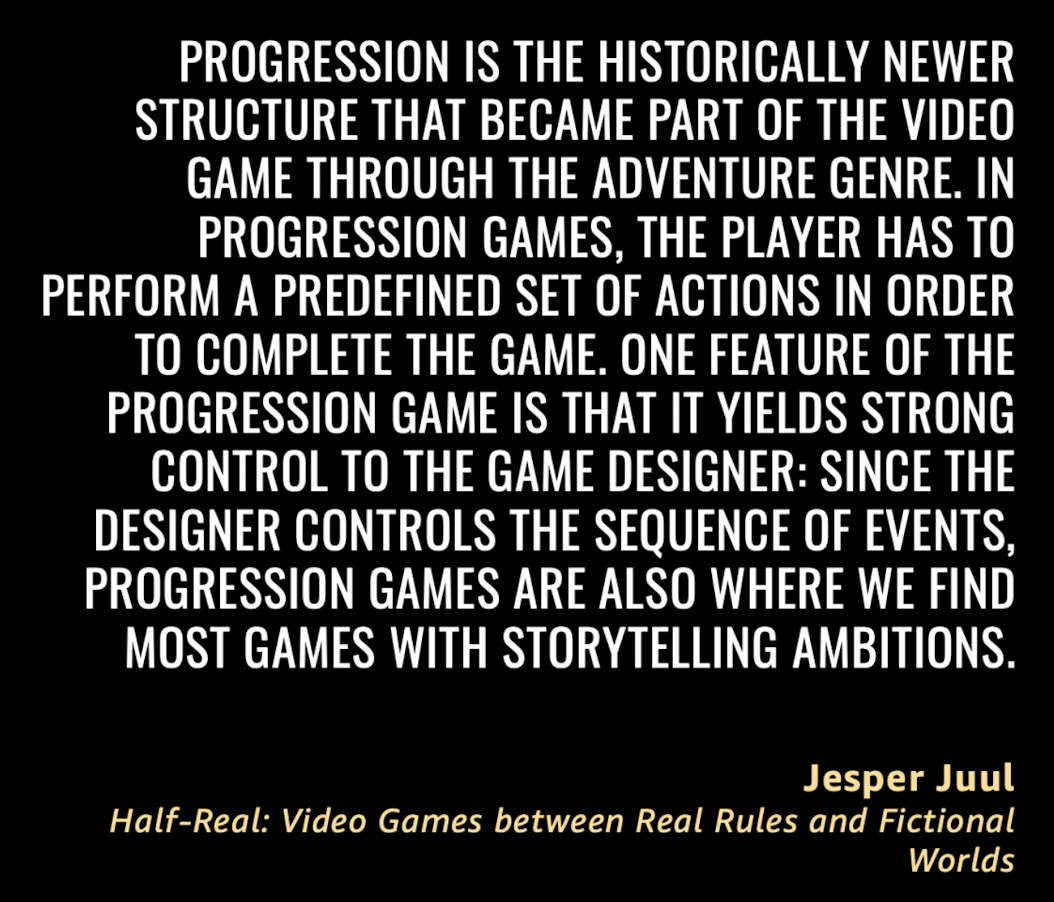 PROGRESSION IS THE HISTORICALLY NEWER
STRUCTURE THAT BECAME PART OF THE VIDEO
GAME THROUGH THE ADVENTURE GENRE. IN
PROGRESSION GAMES, THE PLAYER HAS TO
PERFORM A PREDEFINED SET OF ACTIONS IN ORDER
TO COMPLETE THE GAME. ONE FEATURE OF THE
PROGRESSION GAME IS THAT IT YIELDS STRONG
CONTROL TO THE GAME DESIGNER: SINCE THE
DESIGNER CONTROLS THE SEQUENCE OF EVENTS,
PROGRESSION GAMES ARE ALSO WHERE WE FIND
MOST GAMES WITH STORYTELLING AMBITIONS.
Jesper Juul
Half-Real: Video Games between Real Rules and Fictional
Worlds